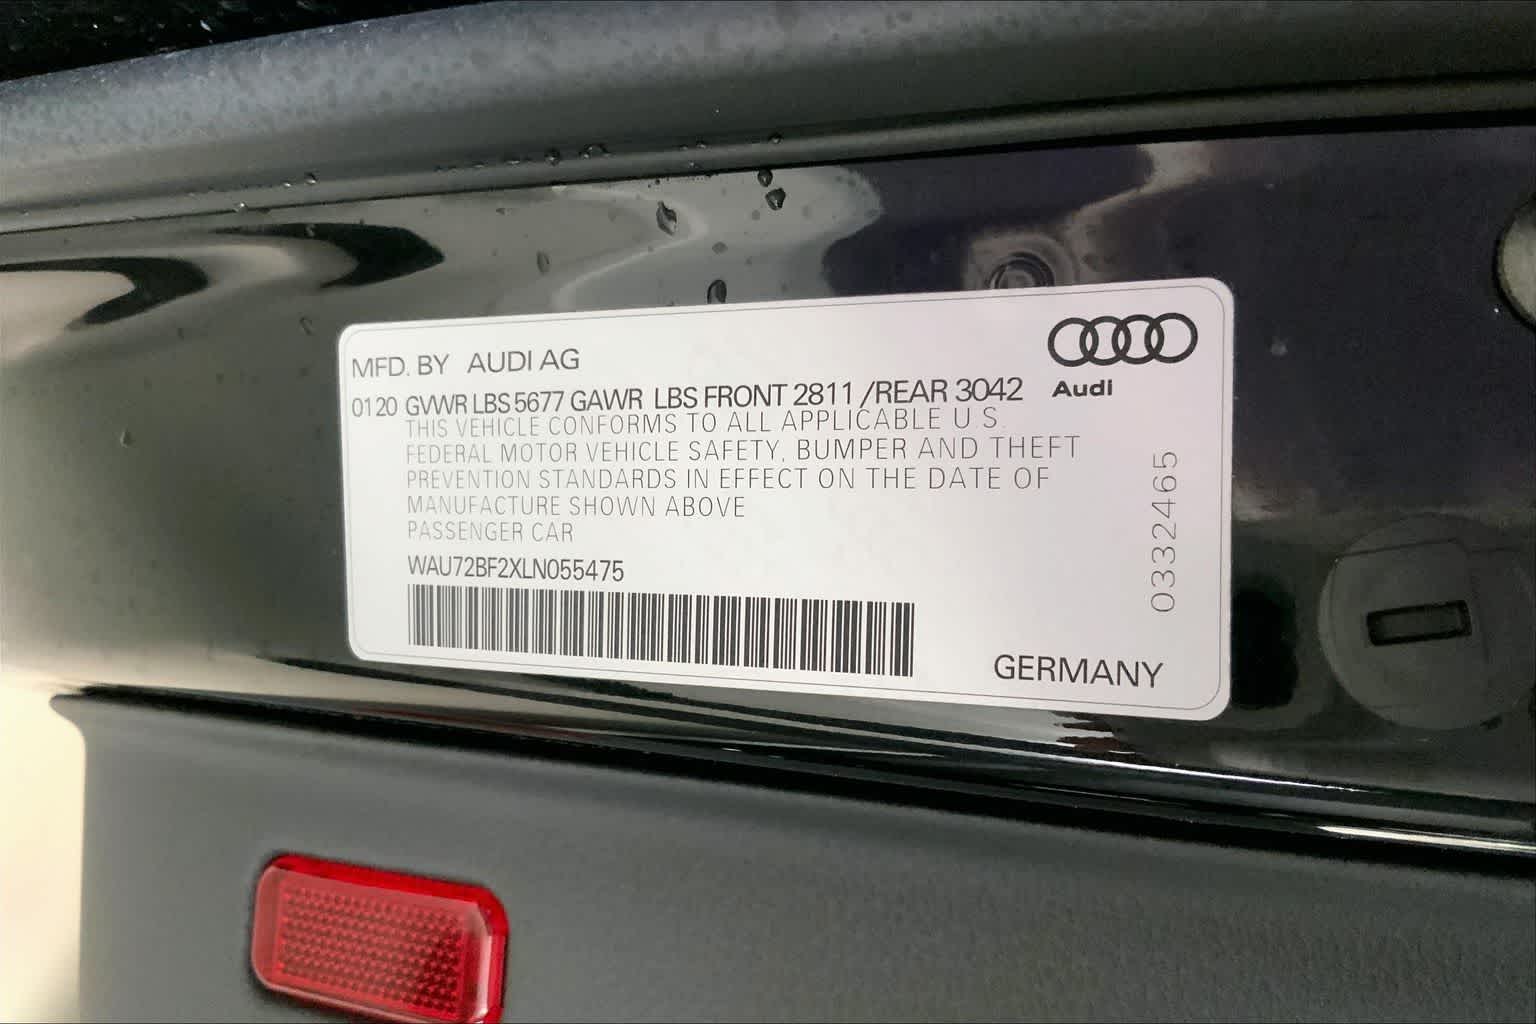 MFD. BY AUDI AG
Audi
0120 GVWR LBS 5677 GAWR LBS FRONT 2811 /REAR 3042
THIS VEHICLE CONFORMS TO ALL APPLICABLE U.S.
FEDERAL MOTOR VEHICLE SAFETY, BUMPER AND THEFT
PREVENTION STANDARDS IN EFFECT ON THE DATE OF
MANUFACTURE SHOWN ABOVE
PASSENGER CAR
WAU72BF2XLN055475
0332465
GERMANY